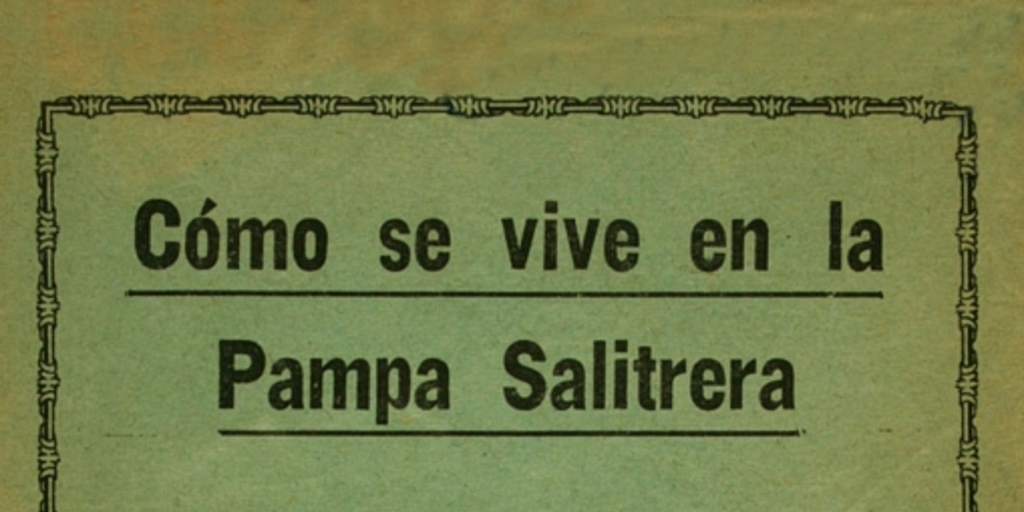 Cómo se vive en la
Pampa Salitrera